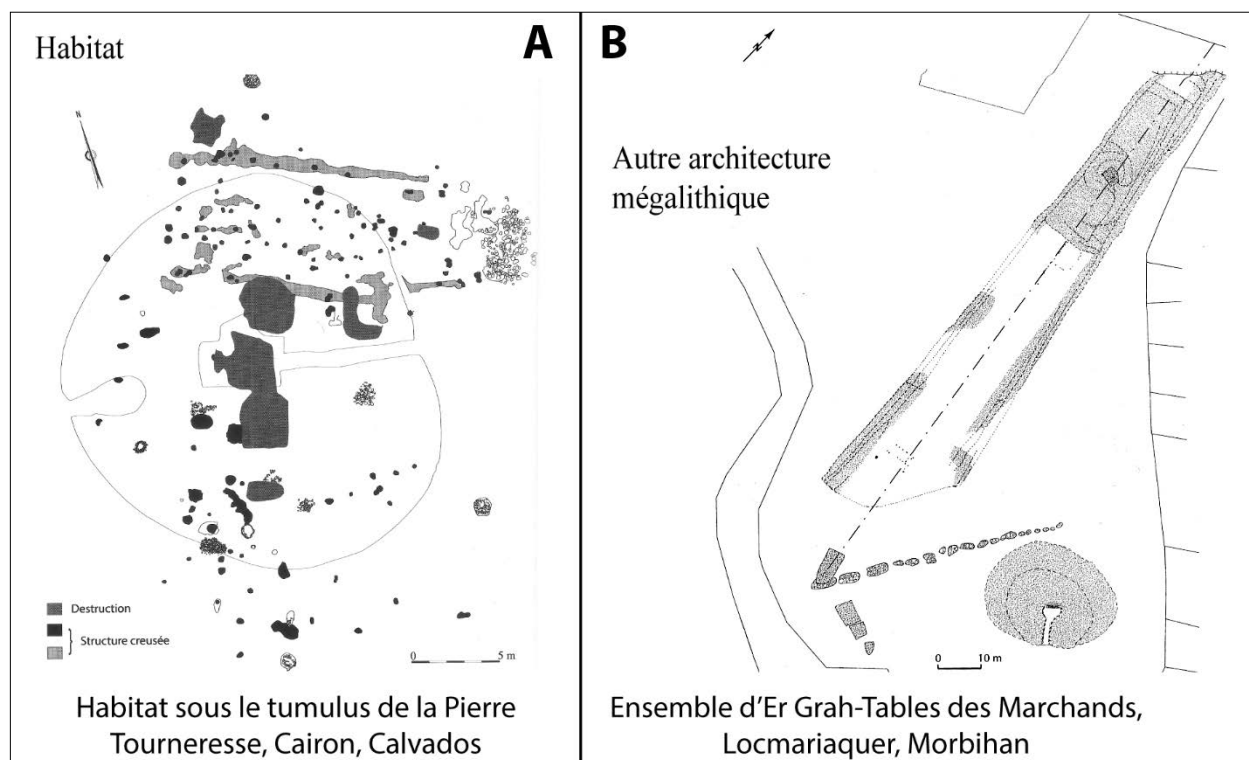 Habitat
A
N
Destruction
Structure creusée
0 5 m
Habitat sous le tumulus de la Pierre
Tourneresse, Cairon, Calvados
B
N
Autre architecture
mégalithique
0 10 m
Ensemble d'Er Grah-Tables des Marchands,
Locmariaquer, Morbihan